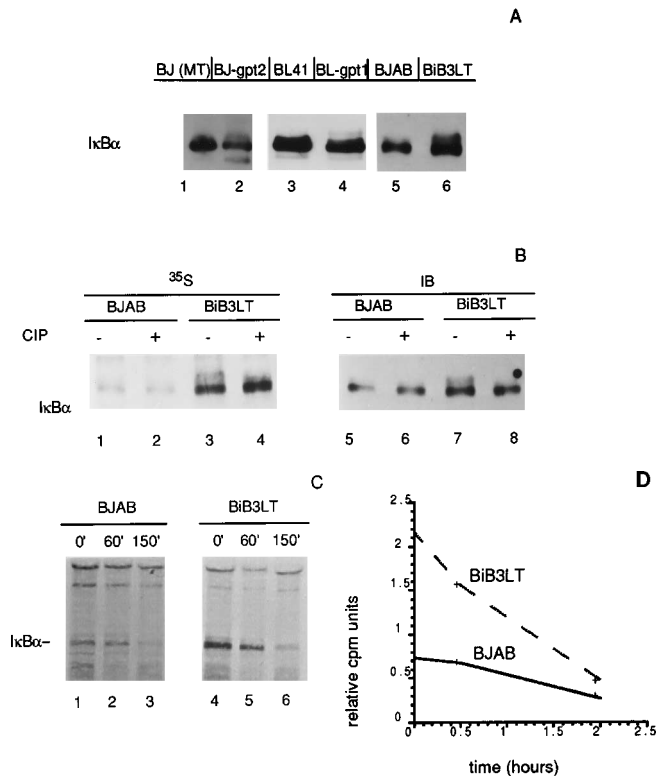 A
BJ (MT) BJ-gpt2 BL41 BL-gpt1 BJAB BiB3LT
IκBα
1 2 3 4 5 6
B
35S IB
BJAB BiB3LT BJAB BiB3LT
CIP - + - + - + - +
IκBα
1 2 3 4 5 6 7 8
C
BJAB BiB3LT
0' 60' 150' 0' 60' 150'
IκBα–
1 2 3 4 5 6
D
2.5
2
1.5
1
0.5
0
relative cpm units
BiB3LT
BJAB
0 0.5 1 1.5 2 2.5
time (hours)